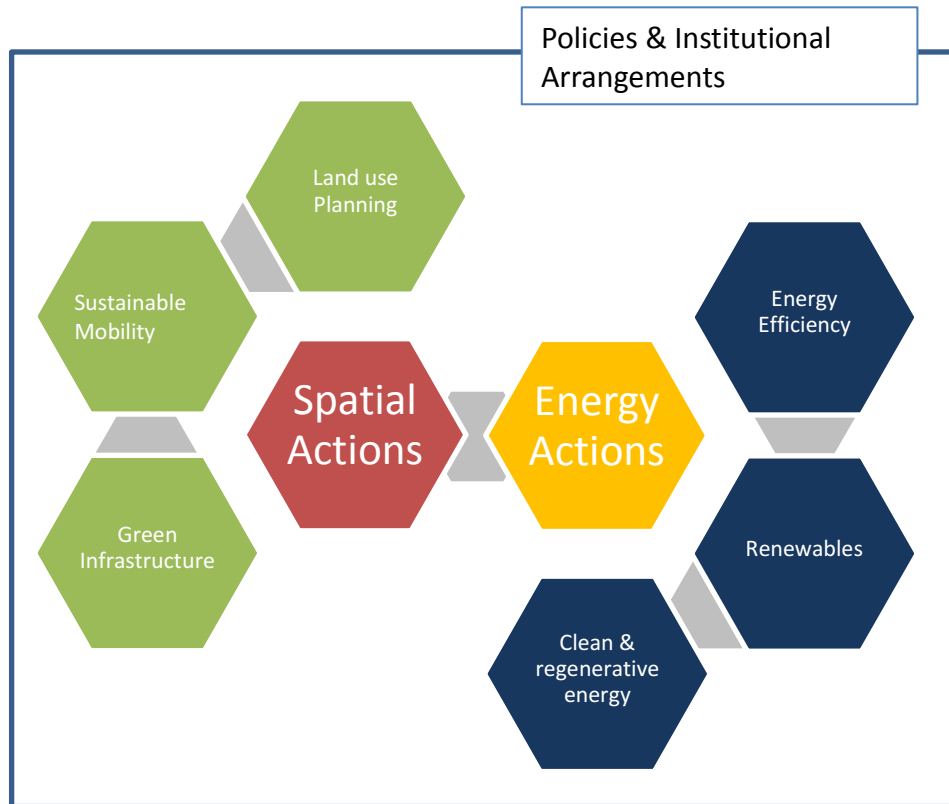 Policies & Institutional
Arrangements
Land use
Planning
Sustainable
Mobility
Green
Infrastructure
Spatial
Actions
Energy
Actions
Energy
Efficiency
Renewables
Clean &
regenerative
energy